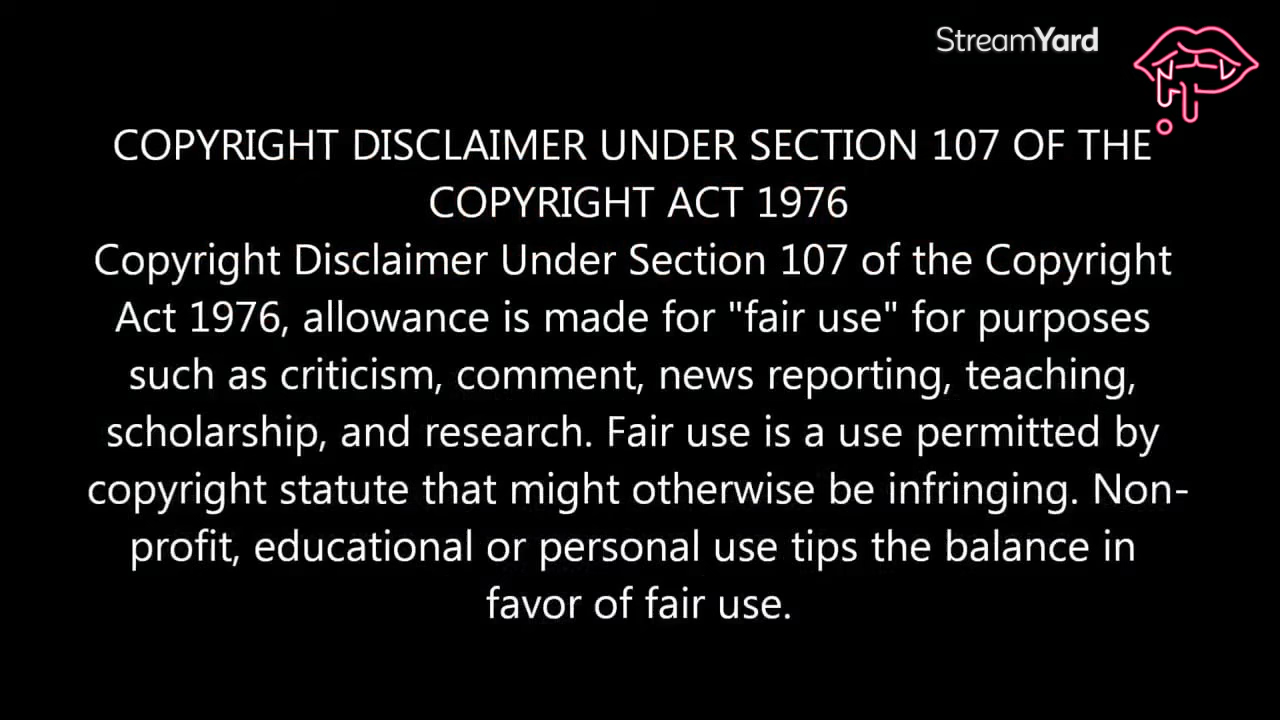 StreamYard
COPYRIGHT DISCLAIMER UNDER SECTION 107 OF THE
COPYRIGHT ACT 1976
Copyright Disclaimer Under Section 107 of the Copyright
Act 1976, allowance is made for "fair use" for purposes
such as criticism, comment, news reporting, teaching,
scholarship, and research. Fair use is a use permitted by
copyright statute that might otherwise be infringing. Non-
profit, educational or personal use tips the balance in
favor of fair use.